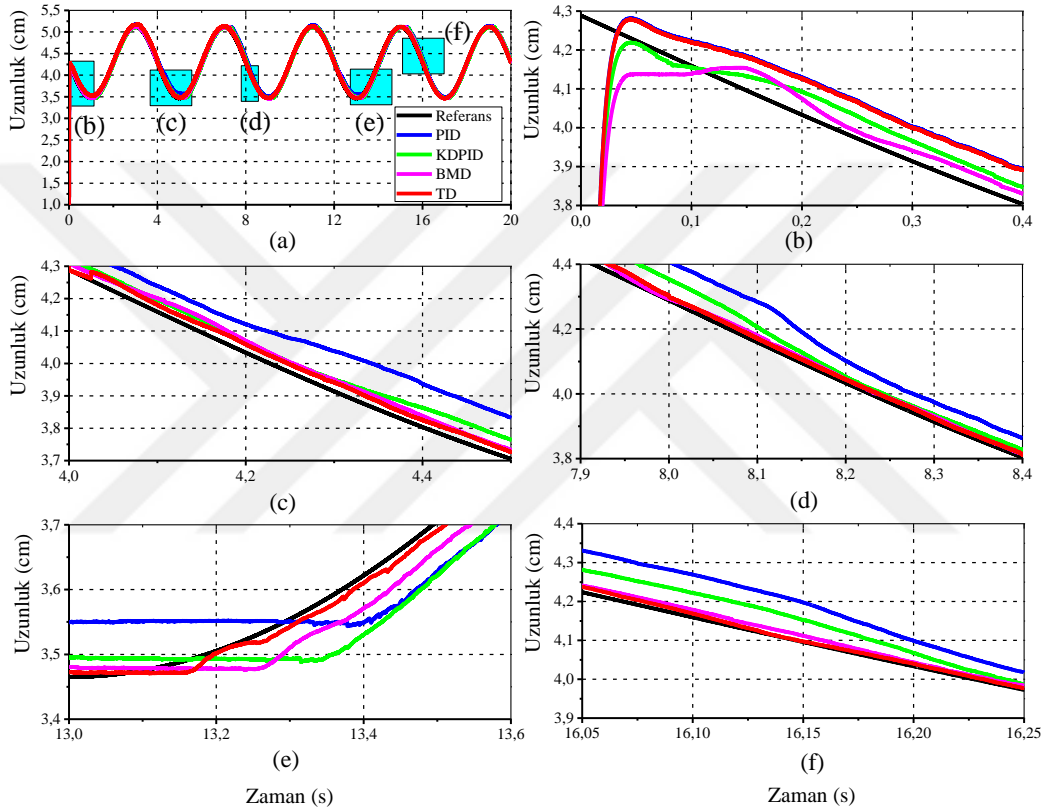 Uzunluk (cm)
5,5
5,0
4,5
4,0
3,5
3,0
2,5
2,0
1,5
1,0
0
4
8
12
16
20
(b)
(c)
(d)
(e)
(f)
Referans
PID
KDPID
BMD
TD
(a)
Uzunluk (cm)
4,3
4,2
4,1
4,0
3,9
3,8
0,0
0,1
0,2
0,3
0,4
(b)
Uzunluk (cm)
4,3
4,2
4,1
4,0
3,9
3,8
3,7
4,0
4,2
4,4
(c)
Uzunluk (cm)
4,4
4,2
4,0
3,8
7,9
8,0
8,1
8,2
8,3
8,4
(d)
Uzunluk (cm)
3,7
3,6
3,5
3,4
13,0
13,2
13,4
13,6
(e)
Zaman (s)
Uzunluk (cm)
4,4
4,3
4,2
4,1
4,0
3,9
16,05
16,10
16,15
16,20
16,25
(f)
Zaman (s)